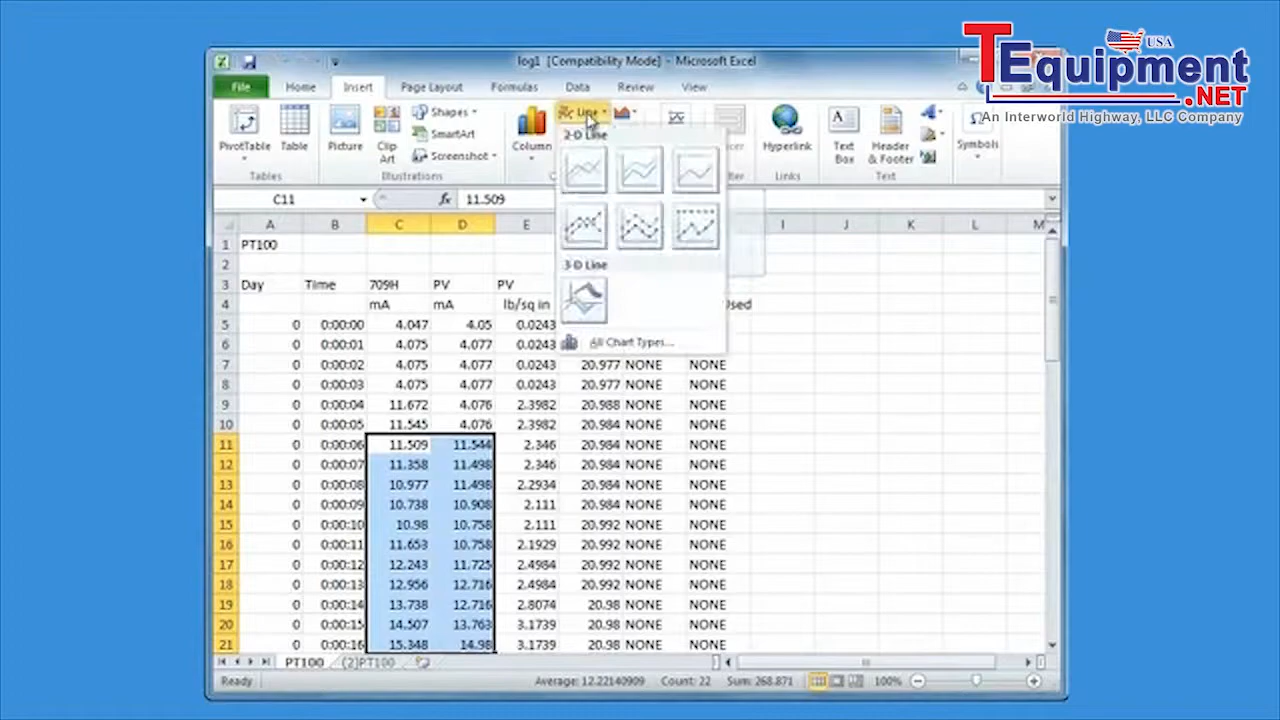 TEquipment
USA
.NET
An Interworld Highway, LLC Company
log1 [Compatibility Mode] - Microsoft Excel
File Home Insert Page Layout Formulas Data Review View
PivotTable Table Picture Clip Art Shapes SmartArt Screenshot Column Line Hyperlink Text Box Header & Footer Symbols
Tables Illustrations Links Text
2-D Line
3-D Line
All Chart Types...
C11 fx 11.509
A B C D E I J K L M
1 PT100
2
3 Day Time 709H PV PV
4 mA mA lb/sq in
5 0 0:00:00 4.047 4.05 0.0243
6 0 0:00:01 4.075 4.077 0.0243
7 0 0:00:02 4.075 4.077 0.0243 20.977 NONE NONE
8 0 0:00:03 4.075 4.077 0.0243 20.977 NONE NONE
9 0 0:00:04 11.672 4.076 2.3982 20.988 NONE NONE
10 0 0:00:05 11.545 4.076 2.3982 20.984 NONE NONE
11 0 0:00:06 11.509 11.544 2.346 20.984 NONE NONE
12 0 0:00:07 11.358 11.498 2.346 20.984 NONE NONE
13 0 0:00:08 10.977 11.498 2.2934 20.984 NONE NONE
14 0 0:00:09 10.738 10.908 2.111 20.984 NONE NONE
15 0 0:00:10 10.98 10.758 2.111 20.992 NONE NONE
16 0 0:00:11 11.653 10.758 2.1929 20.992 NONE NONE
17 0 0:00:12 12.243 11.725 2.4984 20.992 NONE NONE
18 0 0:00:13 12.956 12.716 2.4984 20.992 NONE NONE
19 0 0:00:14 13.738 12.716 2.8074 20.98 NONE NONE
20 0 0:00:15 14.507 13.763 3.1739 20.98 NONE NONE
21 0 0:00:16 15.348 14.98 3.1739 20.98 NONE NONE
PT100 (2)PT100
Ready Average: 12.22140909 Count: 22 Sum: 268.871 100%